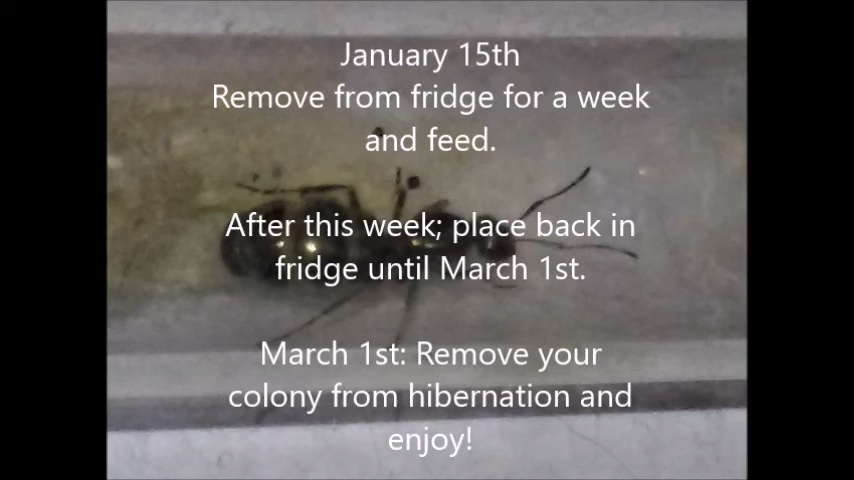 January 15th
Remove from fridge for a week
and feed.
After this week; place back in
fridge until March 1st.
March 1st: Remove your
colony from hibernation and
enjoy!